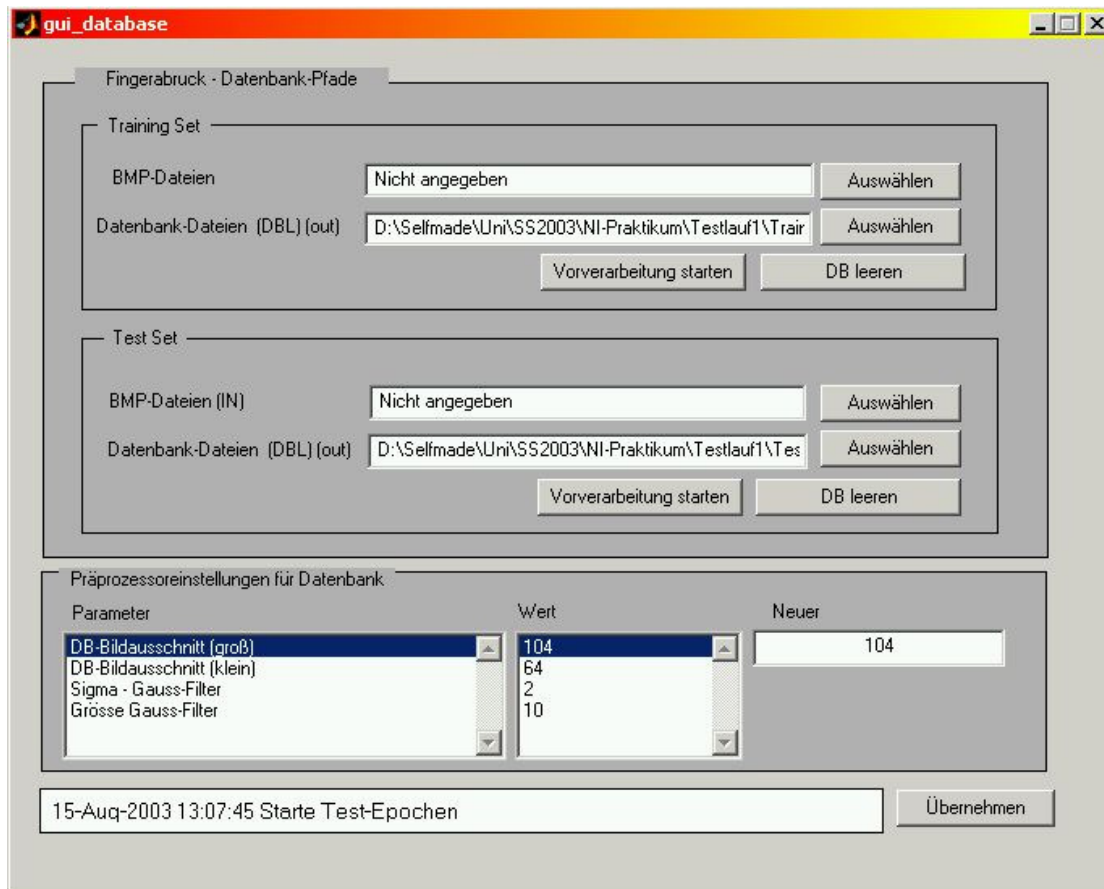 gui_database
Fingerabruck - Datenbank-Pfade
Training Set
BMP-Dateien
Nicht angegeben
Auswählen
Datenbank-Dateien (DBL) (out)
D:\Selfmade\Uni\SS2003\NI-Praktikum\Testlauf1\Train
Auswählen
Vorverarbeitung starten
DB leeren
Test Set
BMP-Dateien (IN)
Nicht angegeben
Auswählen
Datenbank-Dateien (DBL) (out)
D:\Selfmade\Uni\SS2003\NI-Praktikum\Testlauf1\Tes
Auswählen
Vorverarbeitung starten
DB leeren
Präprozessoreinstellungen für Datenbank
Parameter
Wert
Neuer
DB-Bildausschnitt (groß)
104
104
DB-Bildausschnitt (klein)
64
Sigma - Gauss-Filter
2
Grösse Gauss-Filter
10
15-Aug-2003 13:07:45 Starte Test-Epochen
Übernehmen